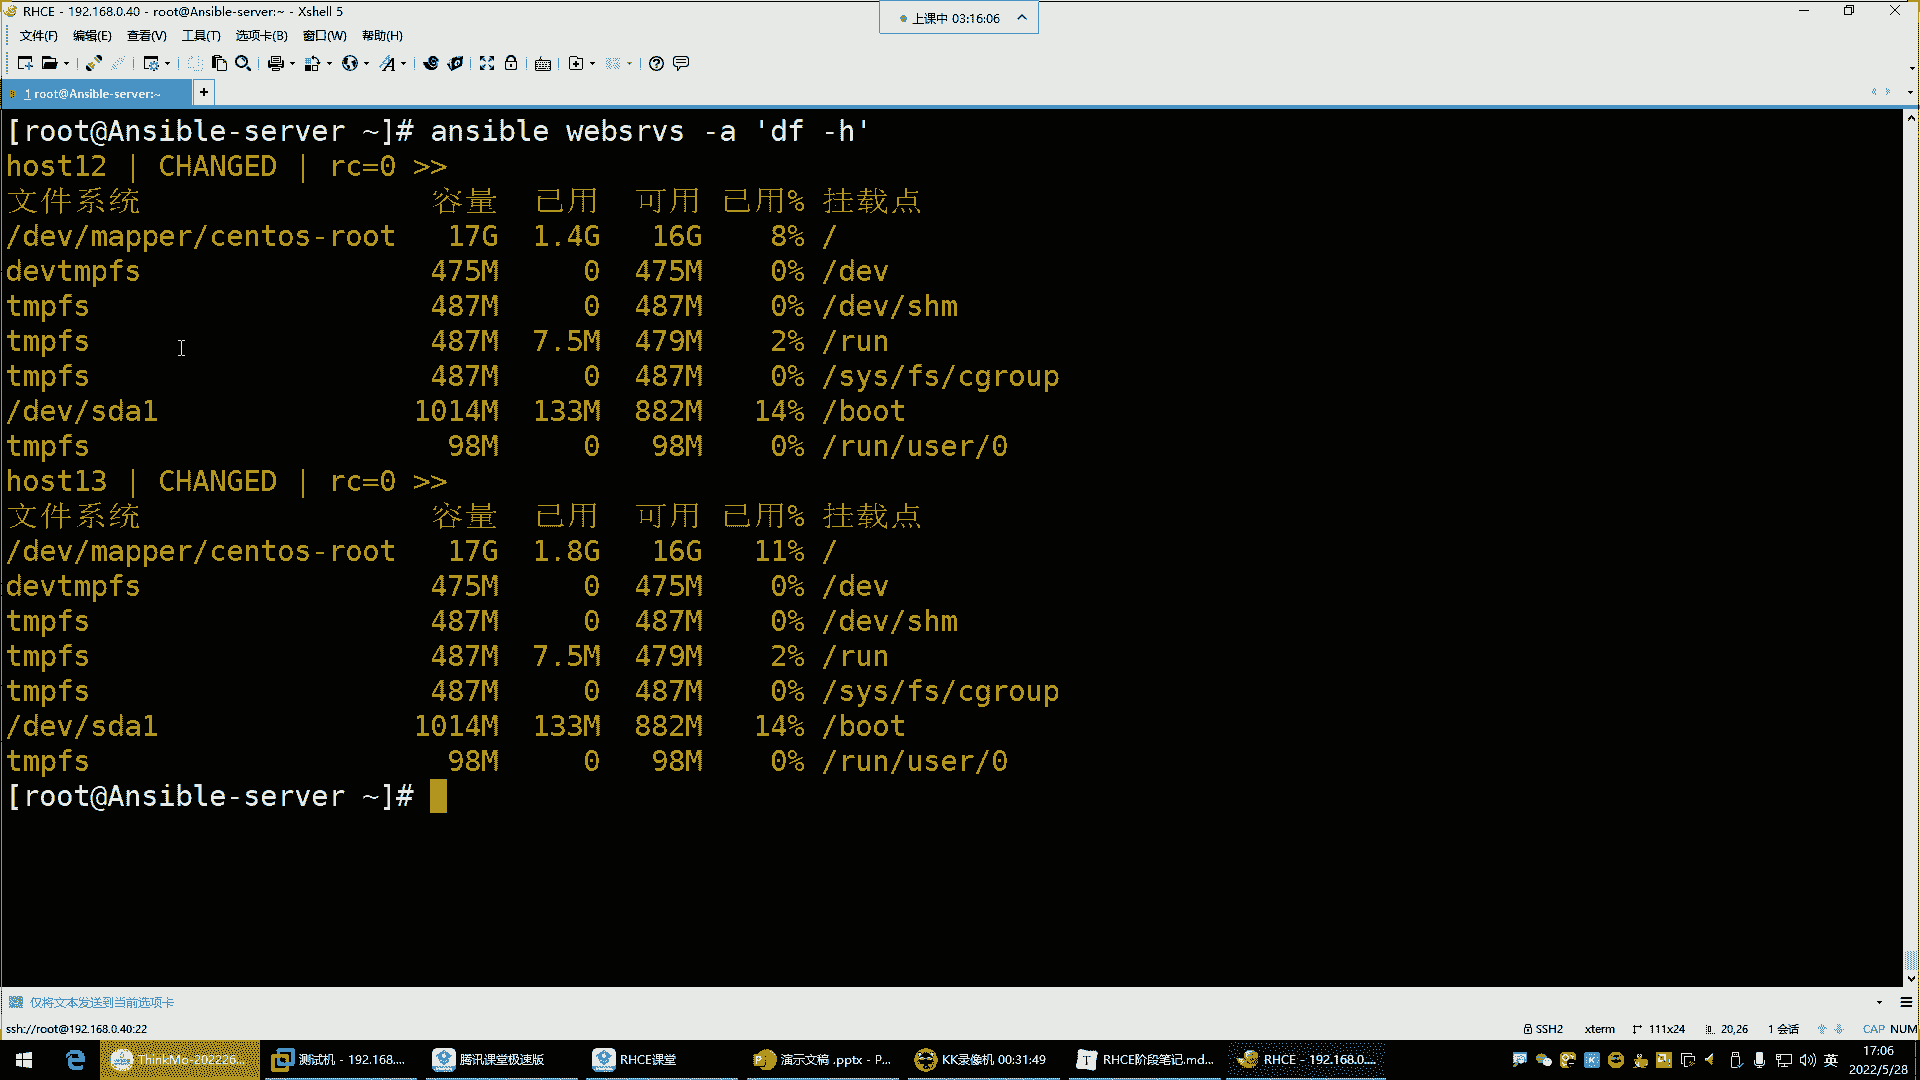 RHCE - 192.168.0.40 - root@Ansible-server:~ - Xshell 5
上课中 03:16:06
文件(F) 编辑(E) 查看(V) 工具(T) 选项卡(B) 窗口(W) 帮助(H)
1 root@Ansible-server:~
[root@Ansible-server ~]# ansible websrvs -a 'df -h'
host12 | CHANGED | rc=0 >>
文件系统 容量 已用 可用 已用% 挂载点
/dev/mapper/centos-root 17G 1.4G 16G 8% /
devtmpfs 475M 0 475M 0% /dev
tmpfs 487M 0 487M 0% /dev/shm
tmpfs 487M 7.5M 479M 2% /run
tmpfs 487M 0 487M 0% /sys/fs/cgroup
/dev/sda1 1014M 133M 882M 14% /boot
tmpfs 98M 0 98M 0% /run/user/0
host13 | CHANGED | rc=0 >>
文件系统 容量 已用 可用 已用% 挂载点
/dev/mapper/centos-root 17G 1.8G 16G 11% /
devtmpfs 475M 0 475M 0% /dev
tmpfs 487M 0 487M 0% /dev/shm
tmpfs 487M 7.5M 479M 2% /run
tmpfs 487M 0 487M 0% /sys/fs/cgroup
/dev/sda1 1014M 133M 882M 14% /boot
tmpfs 98M 0 98M 0% /run/user/0
[root@Ansible-server ~]#
仅将文本发送到当前选项卡
ssh://root@192.168.0.40:22 SSH2 xterm 111x24 20,26 1 会话 CAP NUM
ThinkMo-202226... 测试机 - 192.168.... 腾讯课堂极速版 RHCE课堂 演示文稿 .pptx - P... KK录像机 00:31:49 RHCE阶段笔记.md... RHCE - 192.168.0.... 英 17:06
2022/5/28